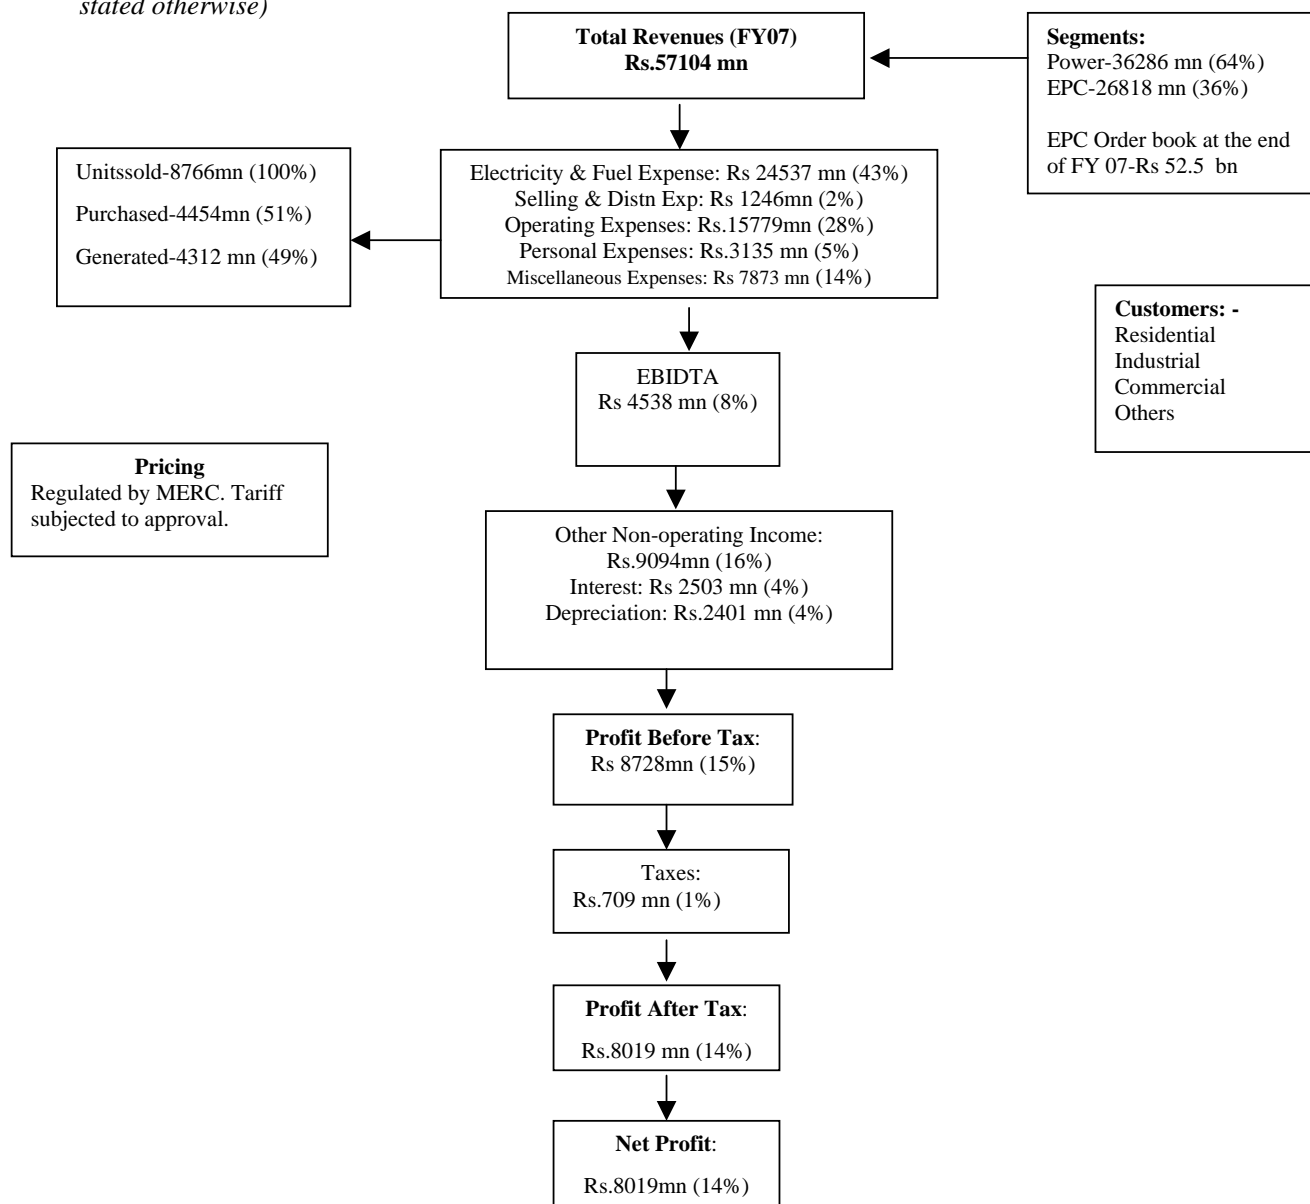 stated otherwise)
Total Revenues (FY07)
Rs.57104 mn
Segments:
Power-36286 mn (64%)
EPC-26818 mn (36%)
EPC Order book at the end
of FY 07-Rs 52.5 bn
Unitssold-8766mn (100%)
Purchased-4454mn (51%)
Generated-4312 mn (49%)
Electricity & Fuel Expense: Rs 24537 mn (43%)
Selling & Distn Exp: Rs 1246mn (2%)
Operating Expenses: Rs.15779mn (28%)
Personal Expenses: Rs.3135 mn (5%)
Miscellaneous Expenses: Rs 7873 mn (14%)
Customers: -
Residential
Industrial
Commercial
Others
EBIDTA
Rs 4538 mn (8%)
Pricing
Regulated by MERC. Tariff
subjected to approval.
Other Non-operating Income:
Rs.9094mn (16%)
Interest: Rs 2503 mn (4%)
Depreciation: Rs.2401 mn (4%)
Profit Before Tax:
Rs 8728mn (15%)
Taxes:
Rs.709 mn (1%)
Profit After Tax:
Rs.8019 mn (14%)
Net Profit:
Rs.8019mn (14%)